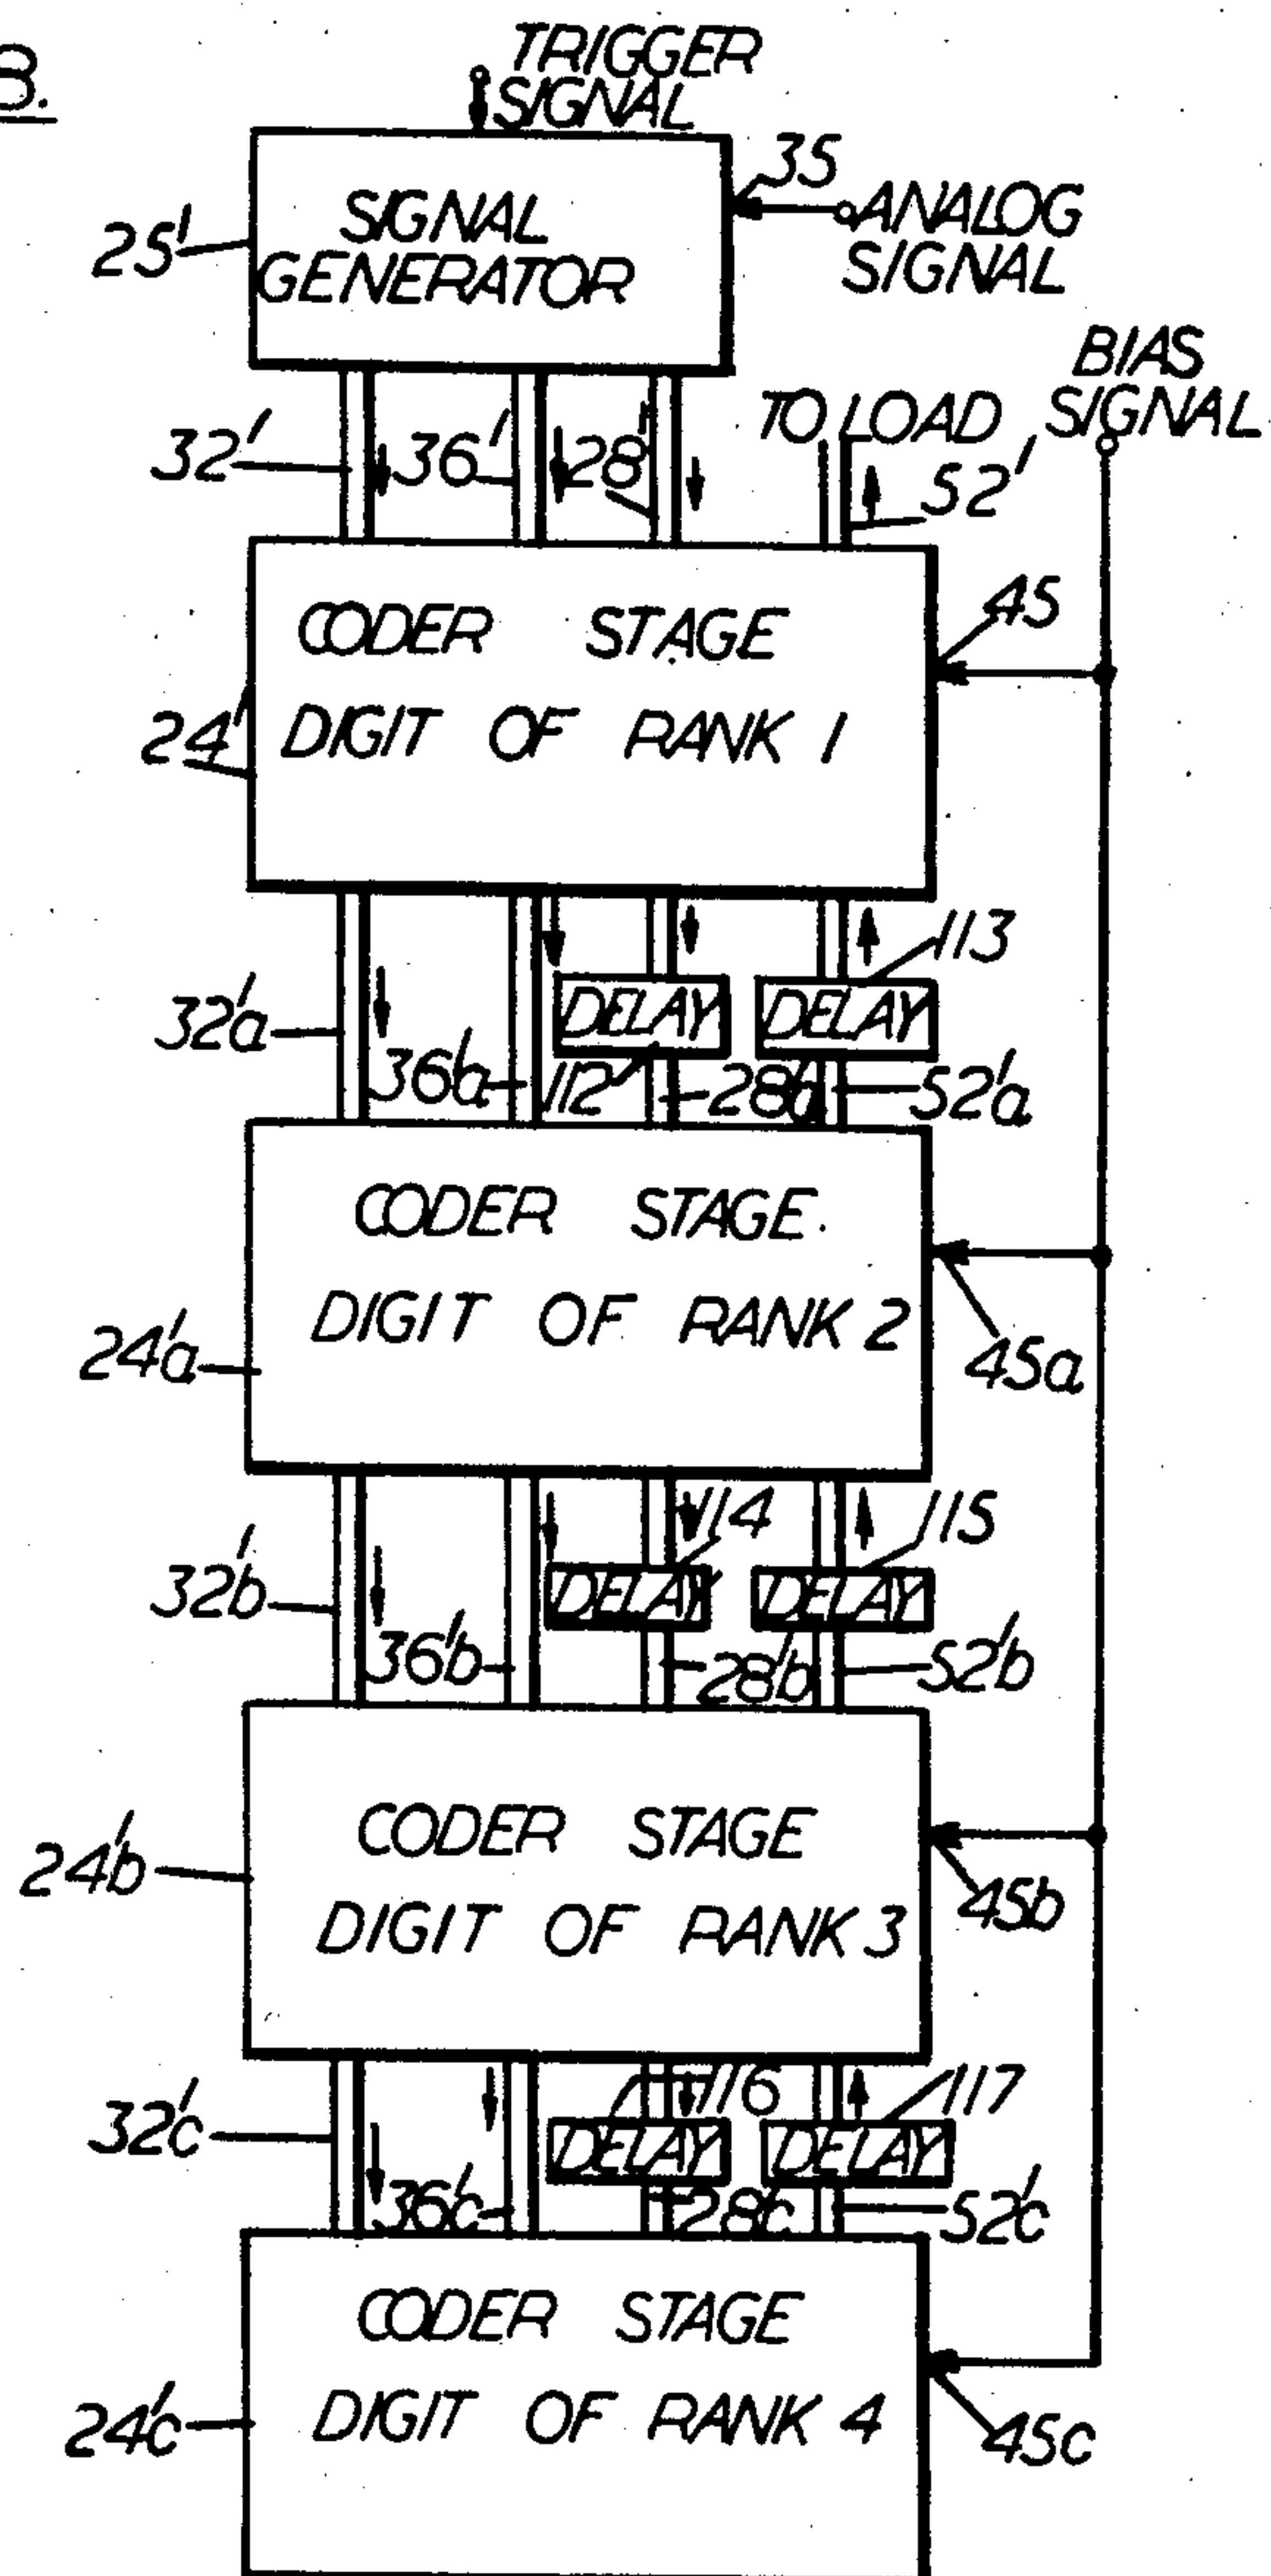 8.
TRIGGER
SIGNAL
35
SIGNAL
GENERATOR
25'
ANALOG
SIGNAL
BIAS
SIGNAL
TO LOAD
32'
36'
28'
52'
45
CODER STAGE
DIGIT OF RANK 1
24'
113
DELAY
DELAY
32'a
36'a
112
28'a
52'a
CODER STAGE
DIGIT OF RANK 2
24'a
45a
114
115
DELAY
DELAY
32'b
36'b
28'b
52'b
CODER STAGE
DIGIT OF RANK 3
24'b
45b
116
117
DELAY
DELAY
32'c
36'c
28'c
52'c
CODER STAGE
DIGIT OF RANK 4
24'c
45c